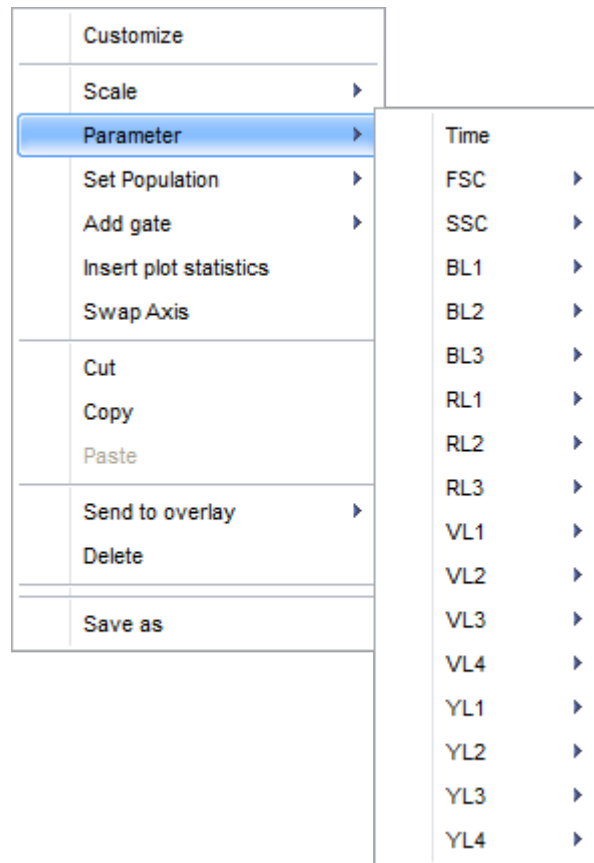 Customize
Scale
Parameter
Set Population
Add gate
Insert plot statistics
Swap Axis
Cut
Copy
Paste
Send to overlay
Delete
Save as
Time
FSC
SSC
BL1
BL2
BL3
RL1
RL2
RL3
VL1
VL2
VL3
VL4
YL1
YL2
YL3
YL4